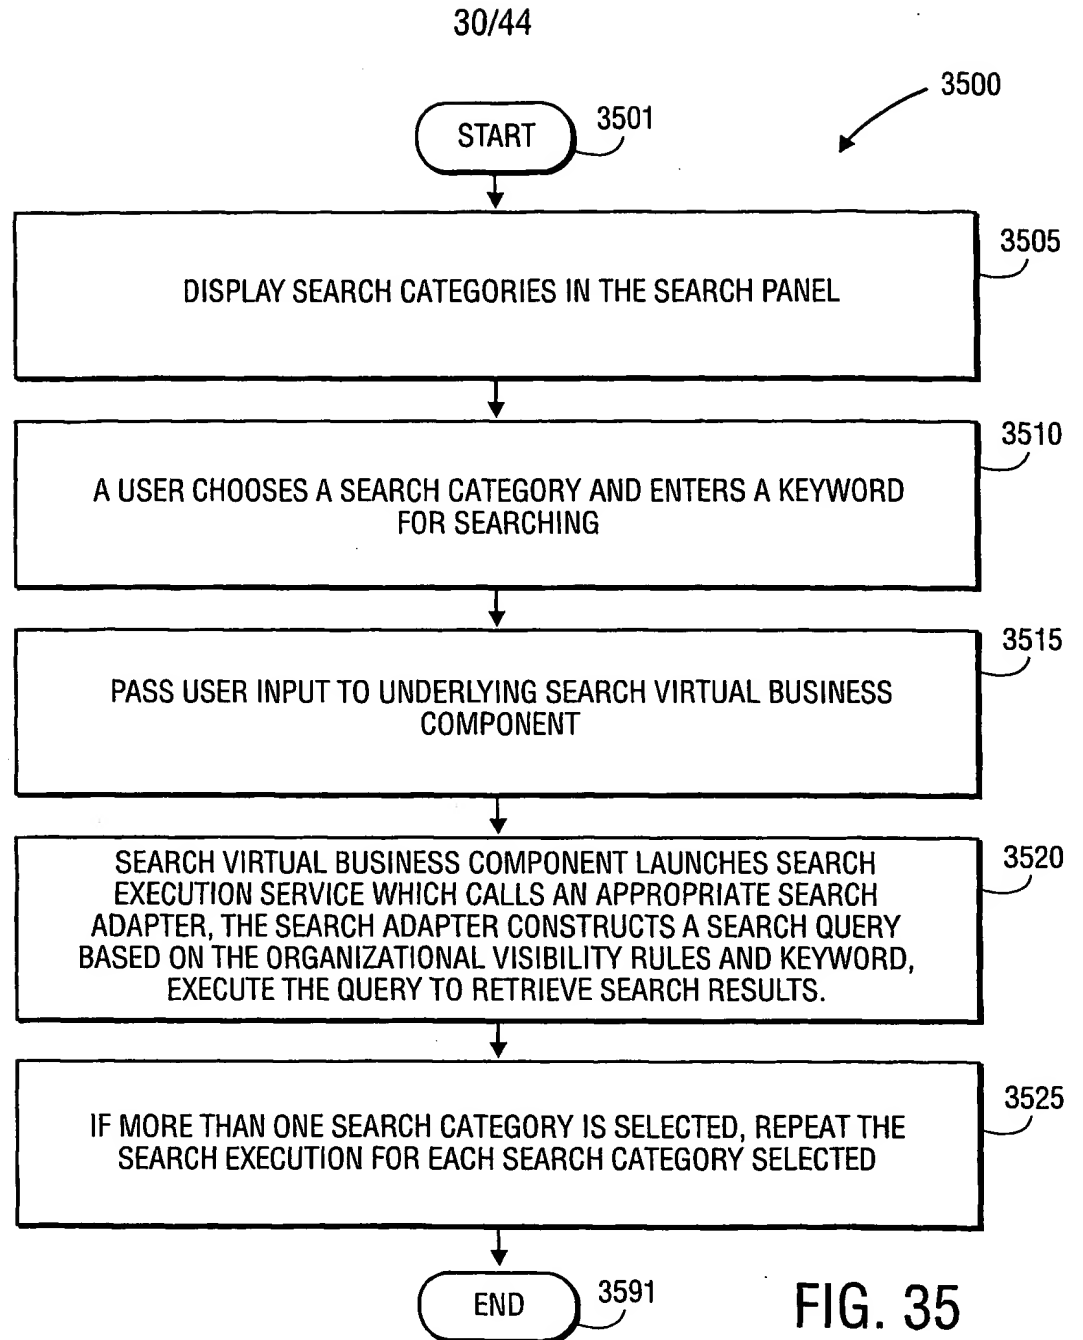 30/44
3500
START
3501
3505
DISPLAY SEARCH CATEGORIES IN THE SEARCH PANEL
3510
A USER CHOOSES A SEARCH CATEGORY AND ENTERS A KEYWORD
FOR SEARCHING
3515
PASS USER INPUT TO UNDERLYING SEARCH VIRTUAL BUSINESS
COMPONENT
3520
SEARCH VIRTUAL BUSINESS COMPONENT LAUNCHES SEARCH
EXECUTION SERVICE WHICH CALLS AN APPROPRIATE SEARCH
ADAPTER, THE SEARCH ADAPTER CONSTRUCTS A SEARCH QUERY
BASED ON THE ORGANIZATIONAL VISIBILITY RULES AND KEYWORD,
EXECUTE THE QUERY TO RETRIEVE SEARCH RESULTS.
3525
IF MORE THAN ONE SEARCH CATEGORY IS SELECTED, REPEAT THE
SEARCH EXECUTION FOR EACH SEARCH CATEGORY SELECTED
END
3591
FIG. 35